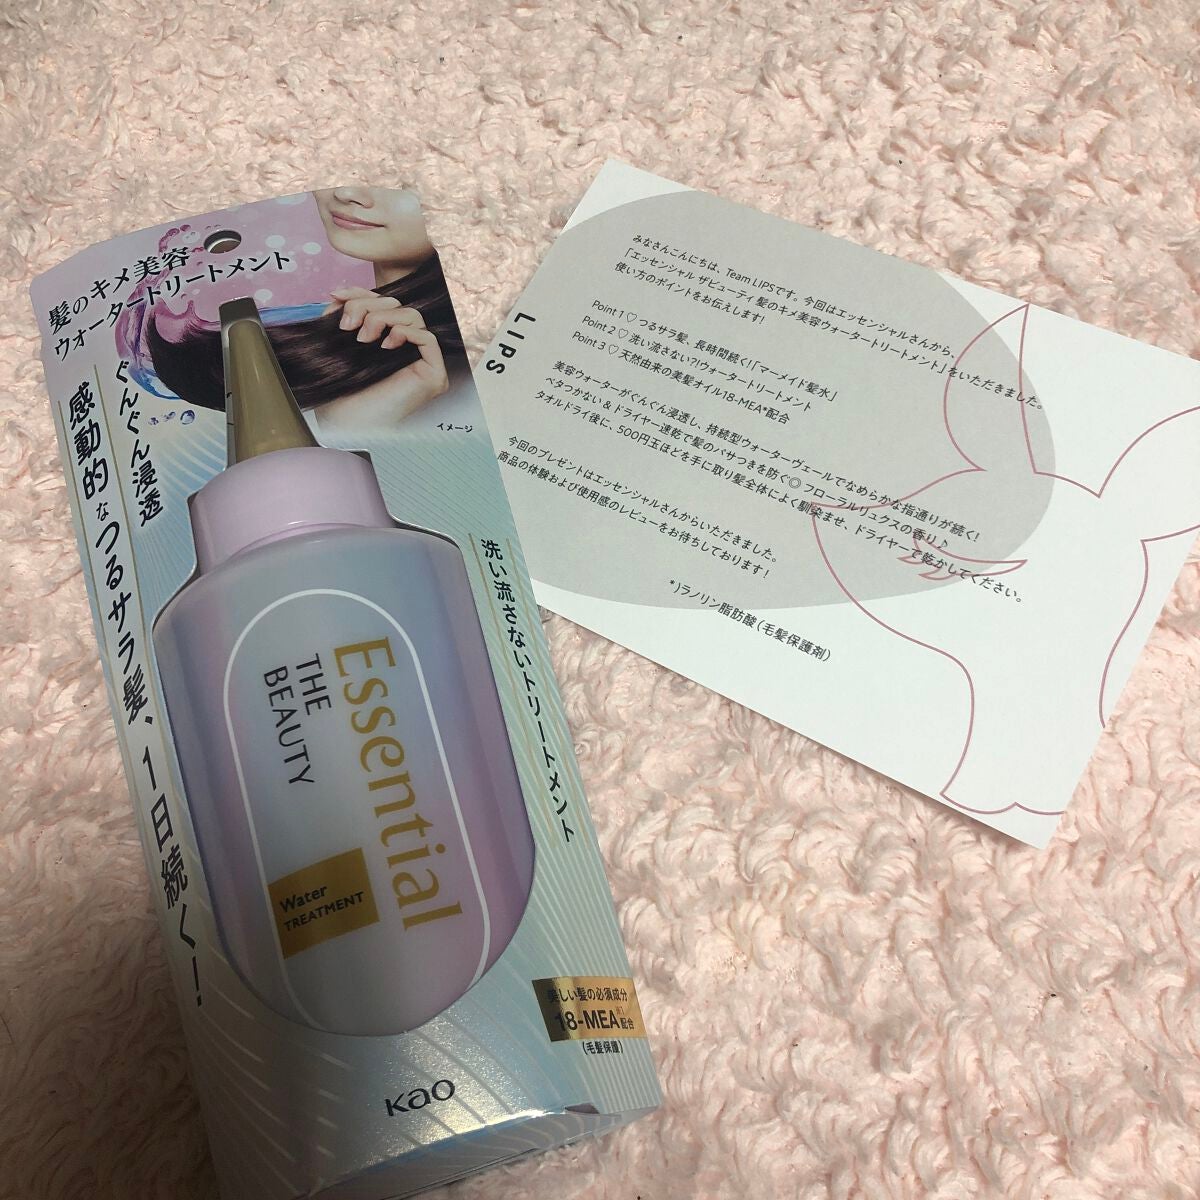 髪のキメ美容
ウォータートリートメント
ぐんぐん浸透
感動的なつるサラ髪、1日続く!
イメージ
洗い流さないトリートメント
Essential
THE
BEAUTY
Water
TREATMENT
美しい髪の必須成分
18-MEA配合
(毛髪保護)
Kao
LIPS
みなさんこんにちは、Team LIPSです。今回はエッセンシャルさんから、
「エッセンシャル ザビューティ 髪のキメ美容ウォータートリートメント」をいただきました。
使い方のポイントをお伝えします!
Point 1 ♡ つるサラ髪、長時間続く!「マーメイド髪水」
Point 2 ♡ 洗い流さない?!ウォータートリートメント
Point 3 ♡ 天然由来の美髪オイル18-MEA*配合
美容ウォーターがぐんぐん浸透し、持続型ウォーターヴェールでなめらかな指通りが続く!
ベタつかない & ドライヤー速乾で髪のパサつきを防ぐ◎ フローラルリュクスの香り♪
タオルドライ後に、500円玉ほどを手に取り髪全体によく馴染ませ、ドライヤーで乾かしてください。
今回のプレゼントはエッセンシャルさんからいただきました。
商品の体験および使用感のレビューをお待ちしております!
*)ラノリン脂肪酸(毛髪保護剤)